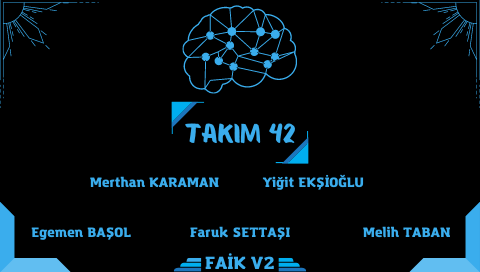 TAKIM 42
Merthan KARAMAN Yiğit EKŞİOĞLU
Egemen BAŞOL Faruk SETTAŞI Melih TABAN
FAİK V2